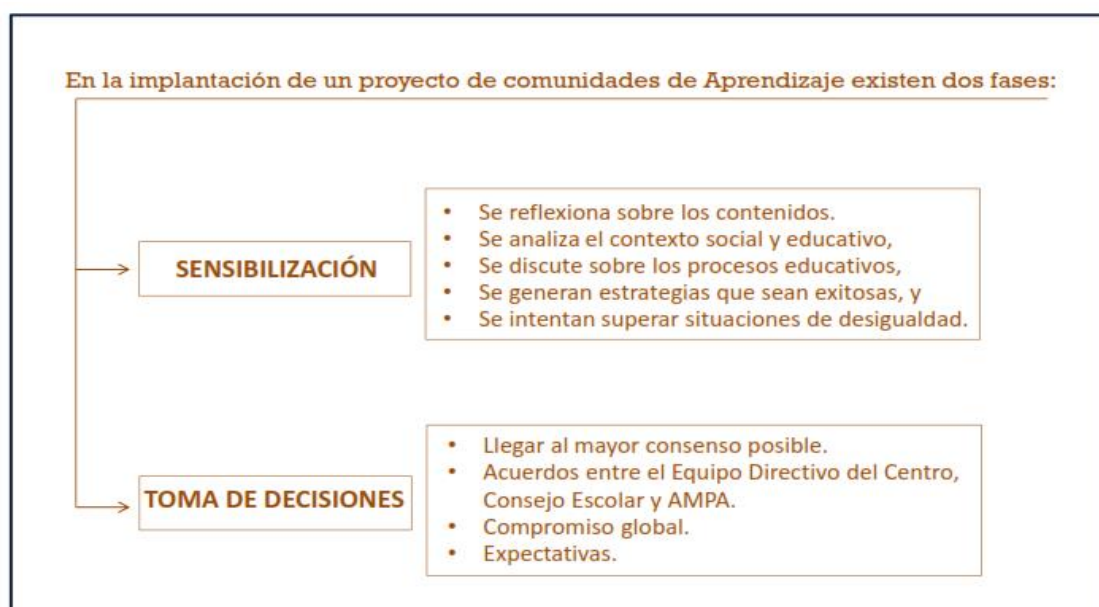 En la implantación de un proyecto de comunidades de Aprendizaje existen dos fases:
SENSIBILIZACIÓN
• Se reflexiona sobre los contenidos.
• Se analiza el contexto social y educativo,
• Se discute sobre los procesos educativos,
• Se generan estrategias que sean exitosas, y
• Se intentan superar situaciones de desigualdad.
TOMA DE DECISIONES
• Llegar al mayor consenso posible.
• Acuerdos entre el Equipo Directivo del Centro,
Consejo Escolar y AMPA.
• Compromiso global.
• Expectativas.